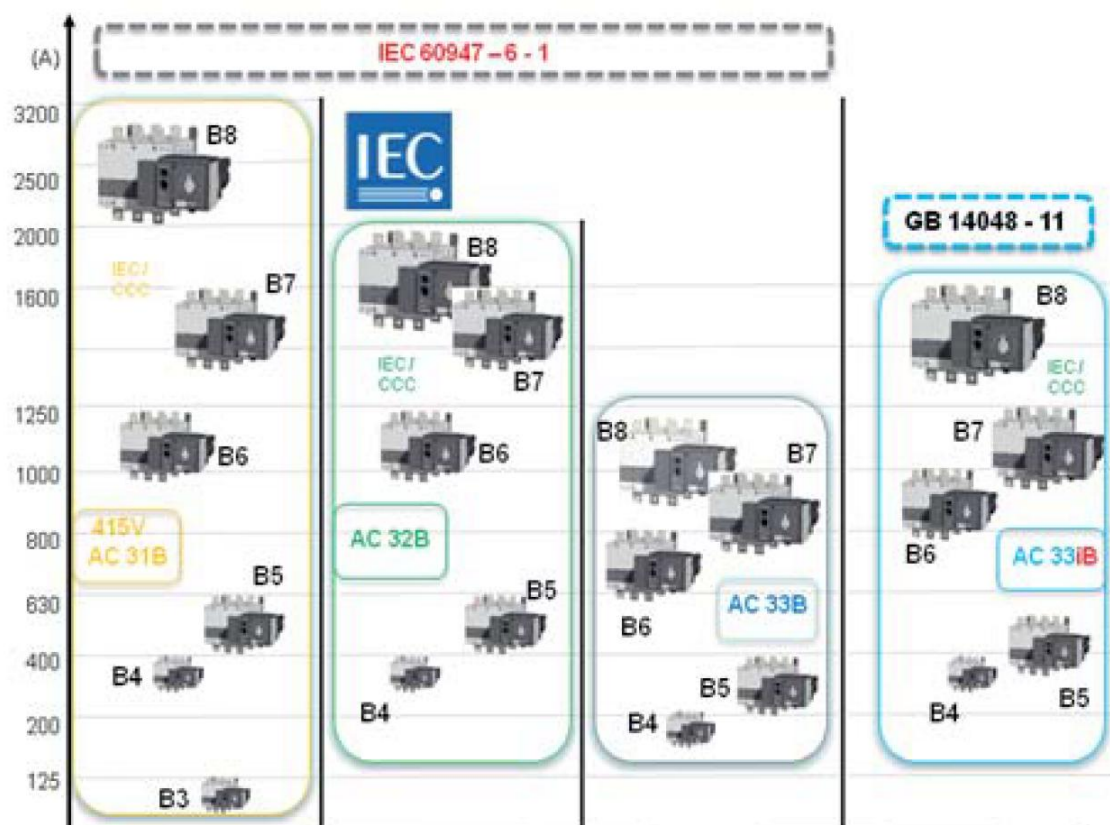 (A)
IEC 60947 – 6 - 1
3200
2500
2000
1600
1250
1000
800
630
400
200
125
B8
IEC/
CCC
B7
B6
415V
AC 31B
B5
B4
B3
IEC
B8
IEC/
CCC
B7
B6
AC 32B
B5
B4
B8
B7
B6
AC 33B
B5
B4
GB 14048 - 11
B8
IEC/
CCC
B7
B6
AC 33iB
B4
B5